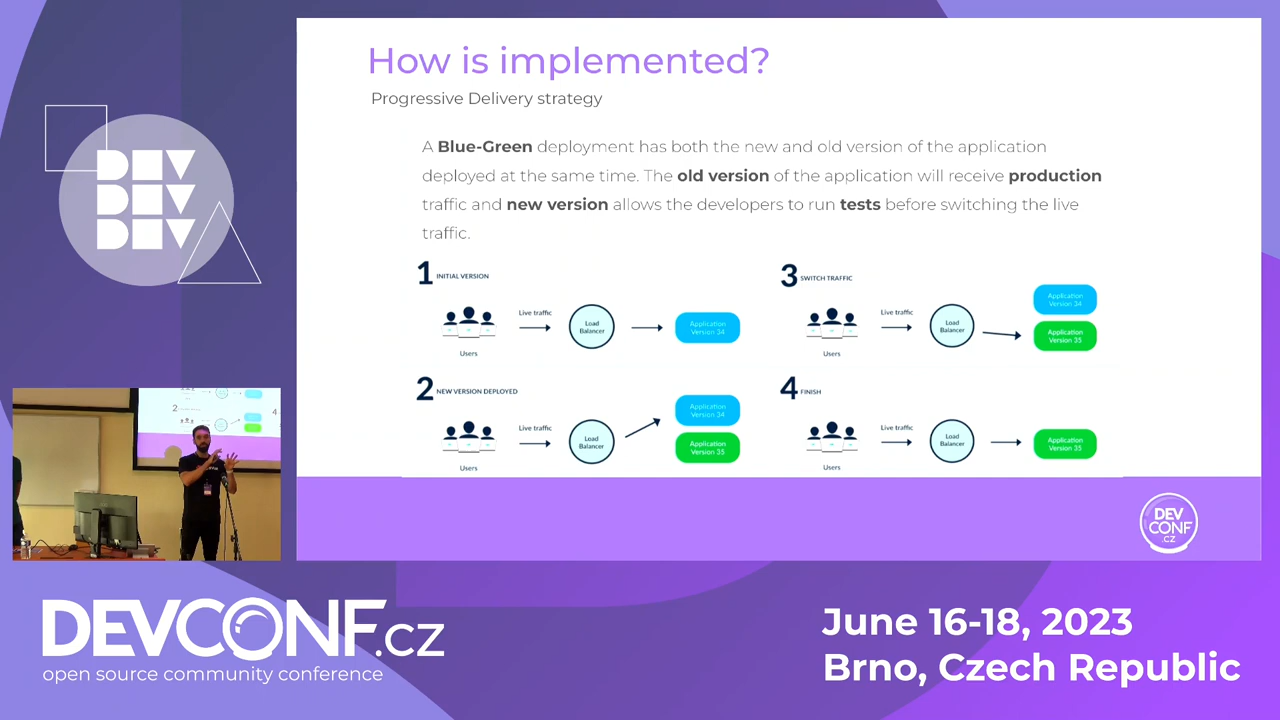 How is implemented?
Progressive Delivery strategy
A Blue-Green deployment has both the new and old version of the application
deployed at the same time. The old version of the application will receive production
traffic and new version allows the developers to run tests before switching the live
traffic.
1 INITIAL VERSION
Live traffic
Load
Balancer
Application
Version 34
Users
3 SWITCH TRAFFIC
Live traffic
Load
Balancer
Application
Version 34
Application
Version 35
Users
2 NEW VERSION DEPLOYED
Live traffic
Load
Balancer
Application
Version 34
Application
Version 35
Users
4 FINISH
Live traffic
Load
Balancer
Application
Version 35
Users
DEV
CONF
.CZ
DEV
DEV
DEV
DEVCONF.cz
open source community conference
June 16-18, 2023
Brno, Czech Republic